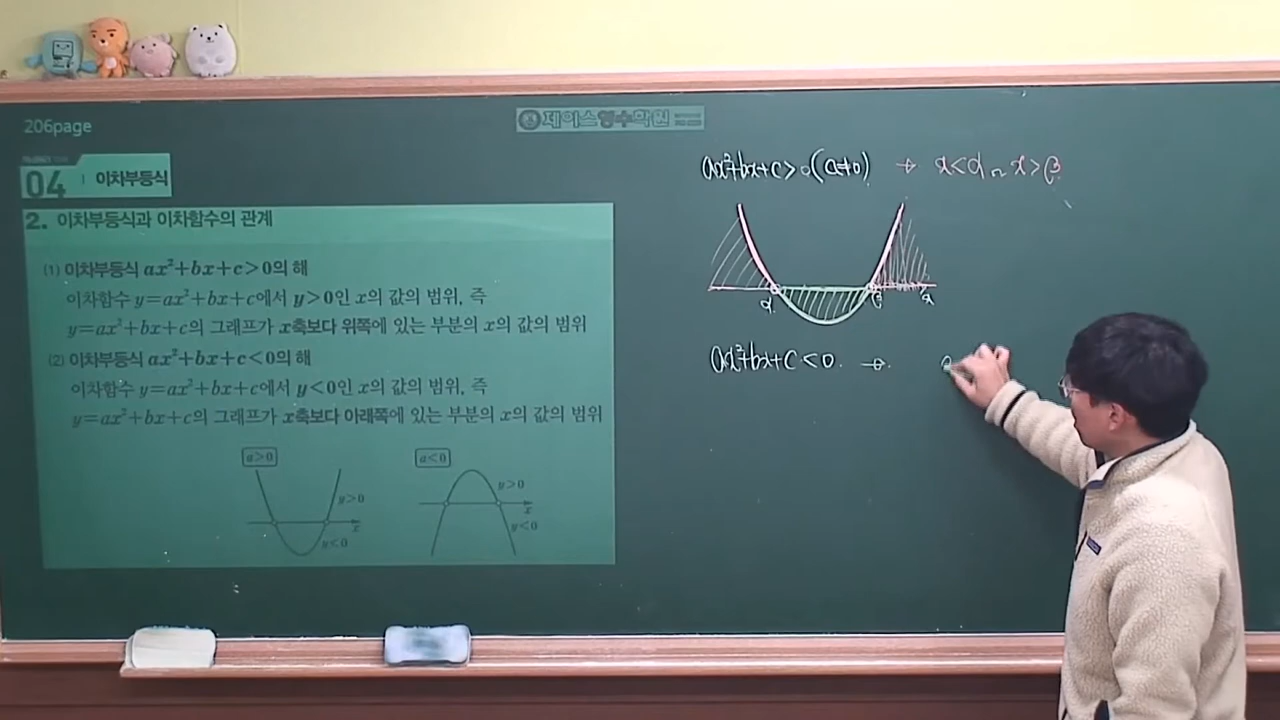 206page
제이스영수학원
04 이차부등식
2. 이차부등식과 이차함수의 관계
(1) 이차부등식 ax²+bx+c>0의 해
이차함수 y=ax²+bx+c에서 y>0인 x의 값의 범위, 즉
y=ax²+bx+c의 그래프가 x축보다 위쪽에 있는 부분의 x의 값의 범위
(2) 이차부등식 ax²+bx+c<0의 해
이차함수 y=ax²+bx+c에서 y<0인 x의 값의 범위, 즉
y=ax²+bx+c의 그래프가 x축보다 아래쪽에 있는 부분의 x의 값의 범위
a>0
y>0
x
y<0
a<0
y>0
x
y<0
ax²+bx+c>0(a≠0) → x<α or x>β
α β x
ax²+bx+c<0. →